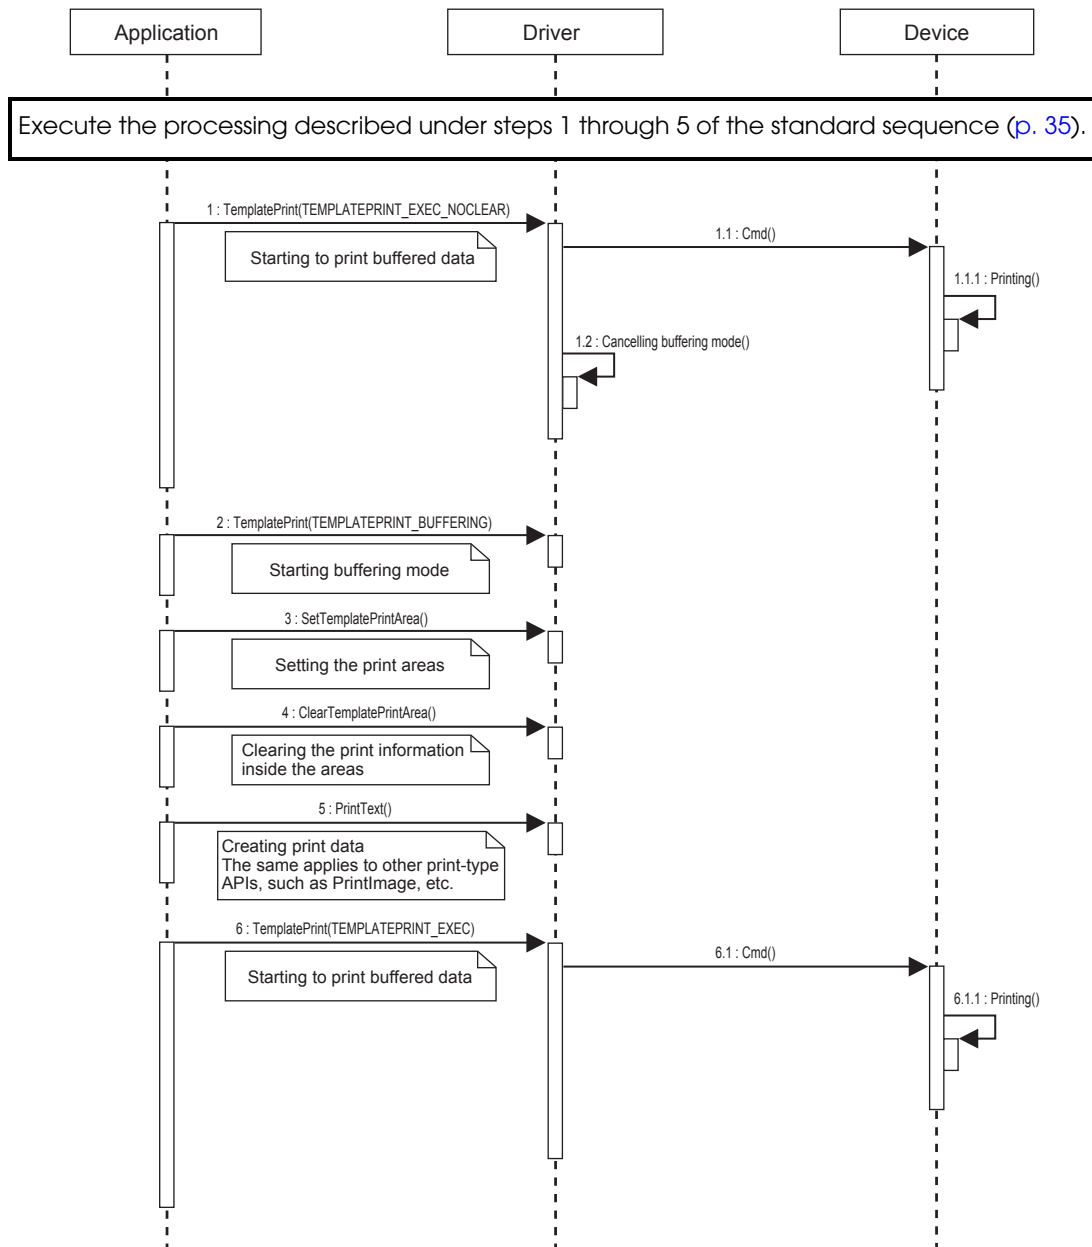 Application
Driver
Device
Execute the processing described under steps 1 through 5 of the standard sequence (p. 35).
1 : TemplatePrint(TEMPLATEPRINT_EXEC_NOCLEAR)
Starting to print buffered data
1.1 : Cmd()
1.1.1 : Printing()
1.2 : Cancelling buffering mode()
2 : TemplatePrint(TEMPLATEPRINT_BUFFERING)
Starting buffering mode
3 : SetTemplatePrintArea()
Setting the print areas
4 : ClearTemplatePrintArea()
Clearing the print information
inside the areas
5 : PrintText()
Creating print data
The same applies to other print-type
APIs, such as PrintImage, etc.
6 : TemplatePrint(TEMPLATEPRINT_EXEC)
Starting to print buffered data
6.1 : Cmd()
6.1.1 : Printing()